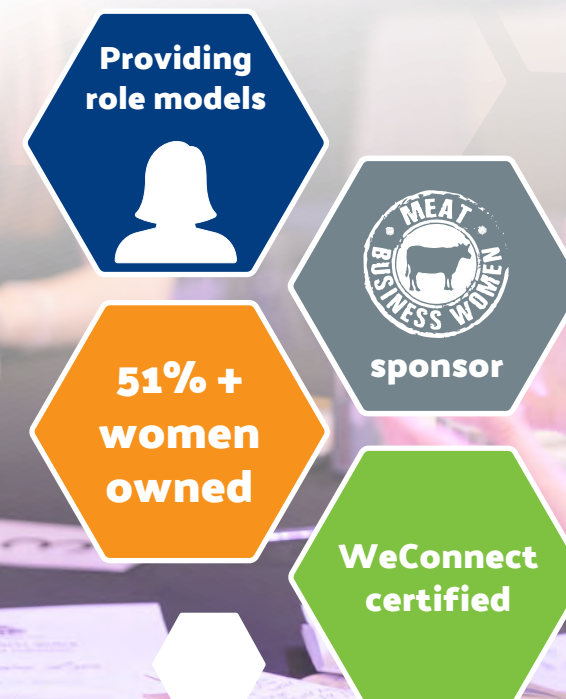 Providing
role models
MEAT
BUSINESS WOMEN
sponsor
51% +
women
owned
WeConnect
certified